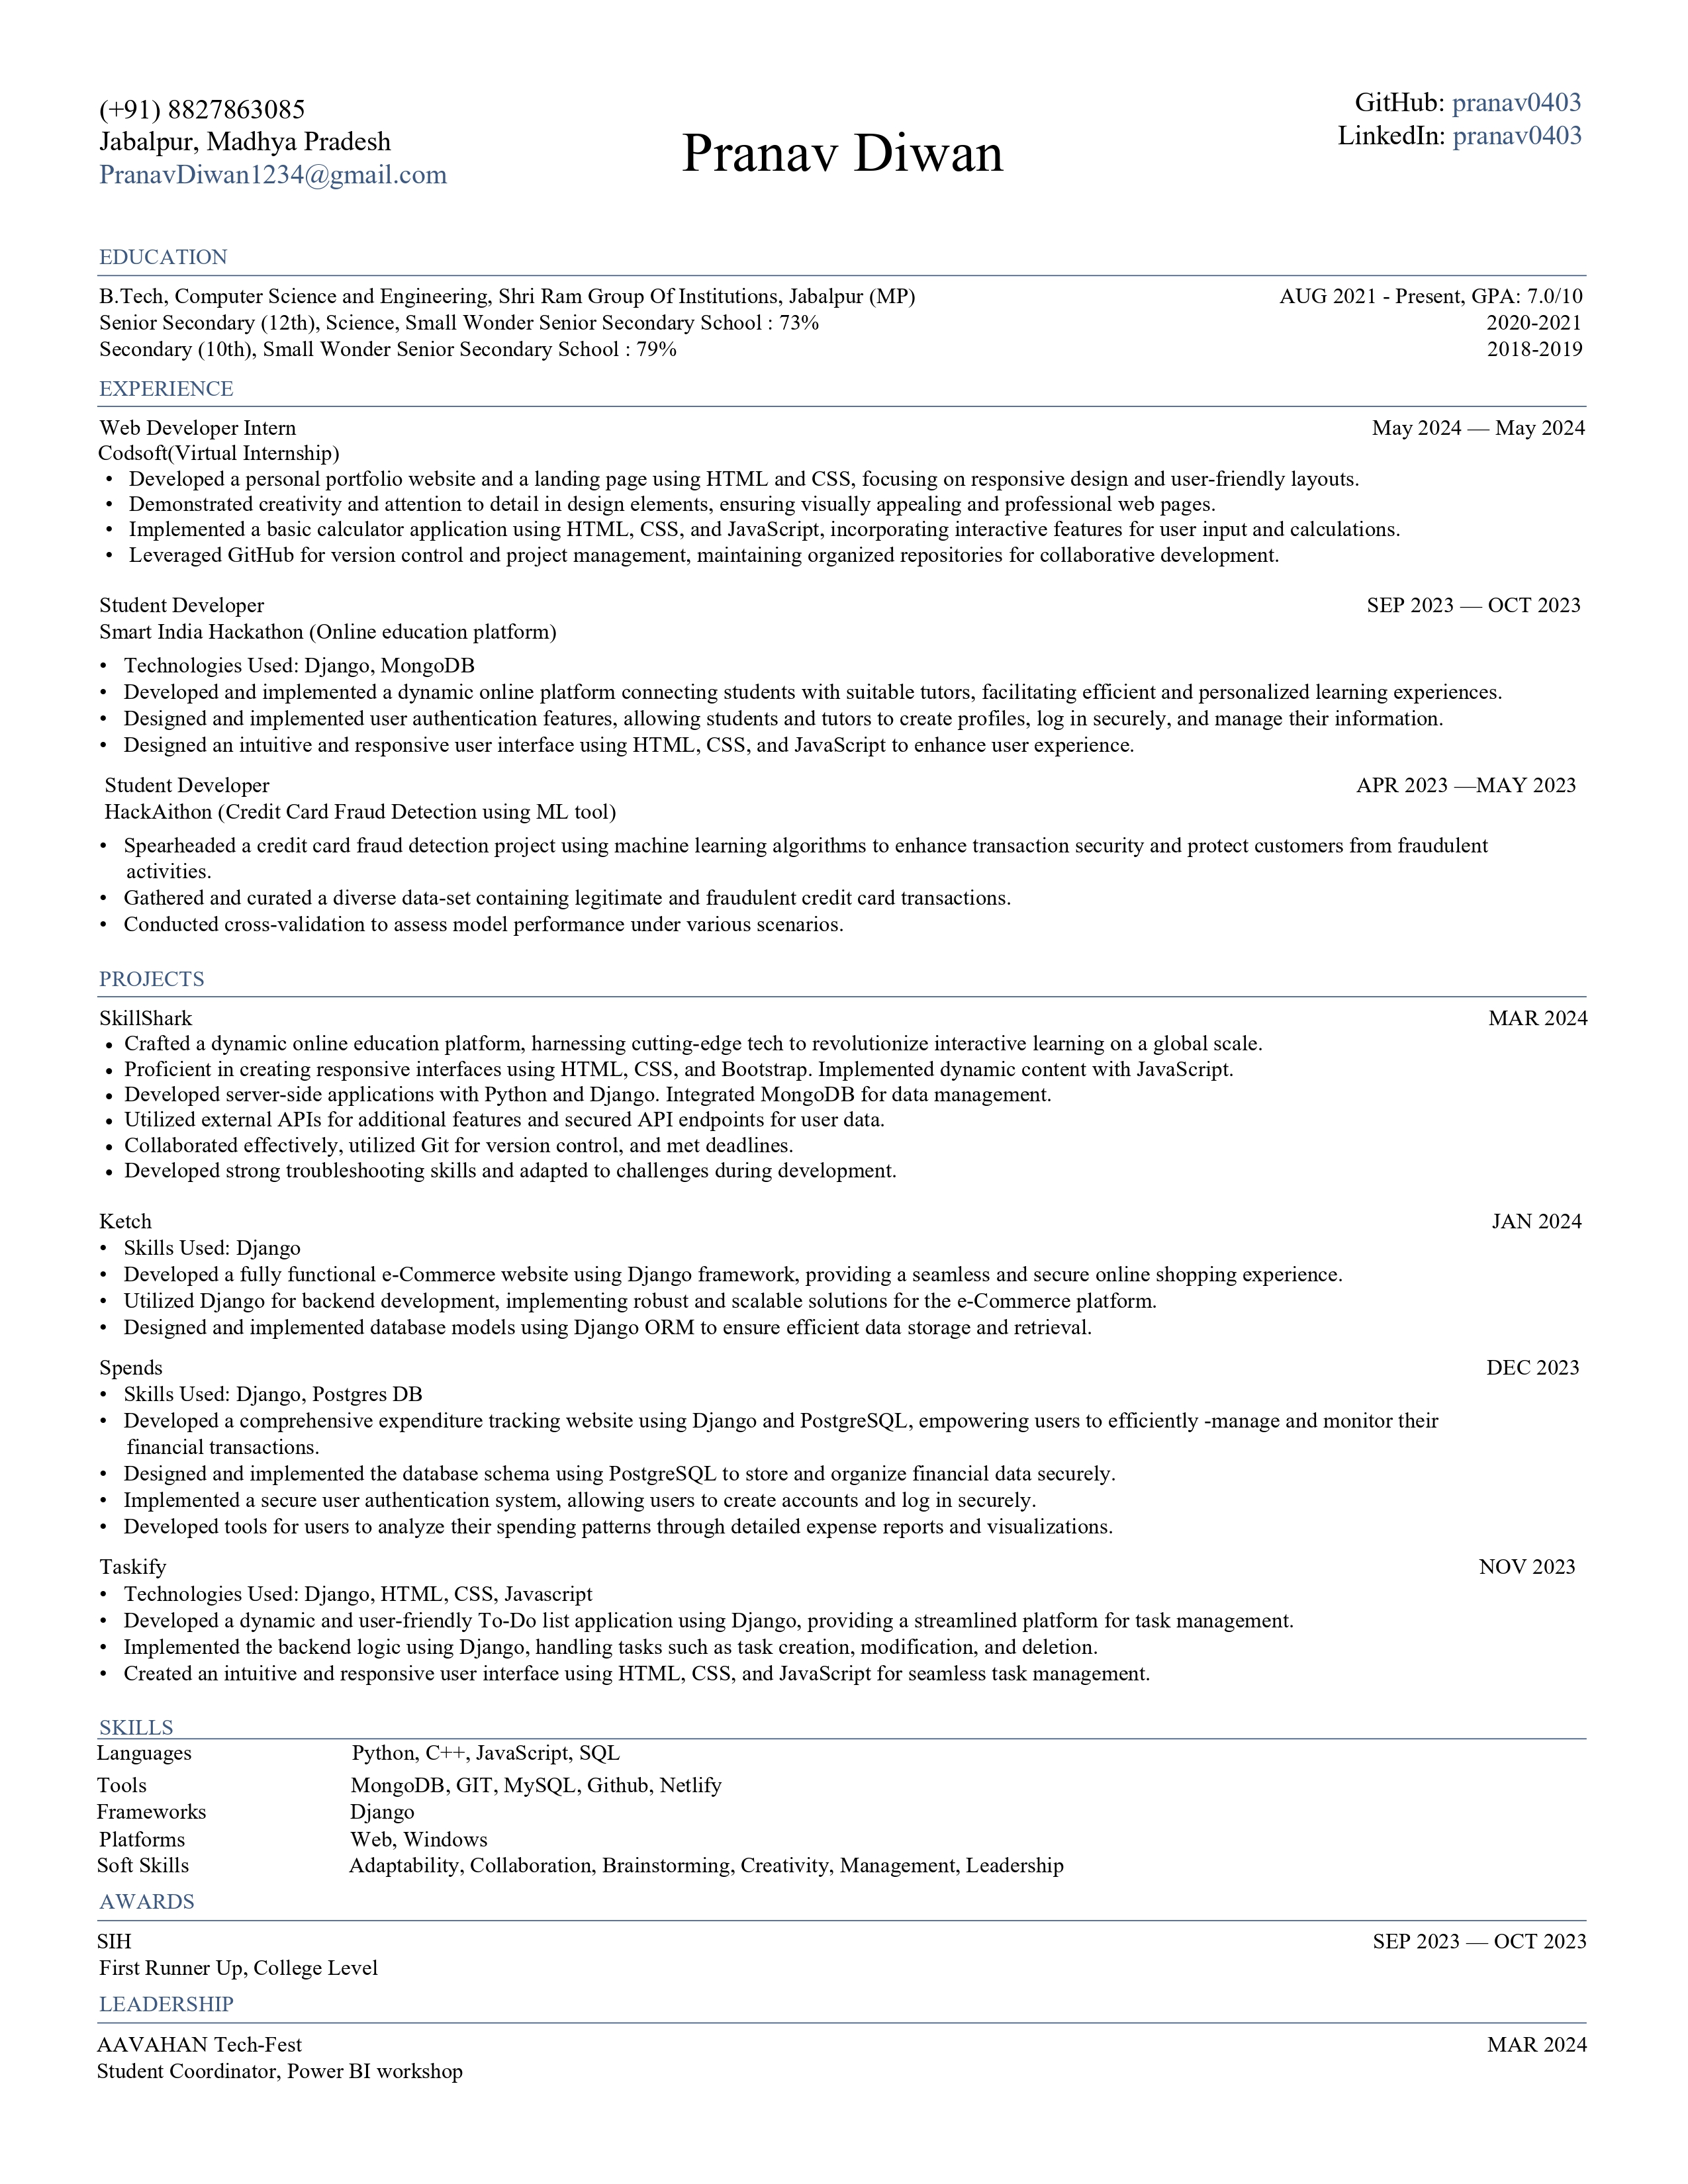 (+91) 8827863085
Jabalpur, Madhya Pradesh
PranavDiwan1234@gmail.com
Pranav Diwan
GitHub: pranav0403
LinkedIn: pranav0403
EDUCATION
B.Tech, Computer Science and Engineering, Shri Ram Group Of Institutions, Jabalpur (MP) AUG 2021 - Present, GPA: 7.0/10
Senior Secondary (12th), Science, Small Wonder Senior Secondary School : 73% 2020-2021
Secondary (10th), Small Wonder Senior Secondary School : 79% 2018-2019
EXPERIENCE
Web Developer Intern May 2024 — May 2024
Codsoft(Virtual Internship)
• Developed a personal portfolio website and a landing page using HTML and CSS, focusing on responsive design and user-friendly layouts.
• Demonstrated creativity and attention to detail in design elements, ensuring visually appealing and professional web pages.
• Implemented a basic calculator application using HTML, CSS, and JavaScript, incorporating interactive features for user input and calculations.
• Leveraged GitHub for version control and project management, maintaining organized repositories for collaborative development.
Student Developer SEP 2023 — OCT 2023
Smart India Hackathon (Online education platform)
• Technologies Used: Django, MongoDB
• Developed and implemented a dynamic online platform connecting students with suitable tutors, facilitating efficient and personalized learning experiences.
• Designed and implemented user authentication features, allowing students and tutors to create profiles, log in securely, and manage their information.
• Designed an intuitive and responsive user interface using HTML, CSS, and JavaScript to enhance user experience.
Student Developer APR 2023 —MAY 2023
HackAithon (Credit Card Fraud Detection using ML tool)
• Spearheaded a credit card fraud detection project using machine learning algorithms to enhance transaction security and protect customers from fraudulent
activities.
• Gathered and curated a diverse data-set containing legitimate and fraudulent credit card transactions.
• Conducted cross-validation to assess model performance under various scenarios.
PROJECTS
SkillShark MAR 2024
• Crafted a dynamic online education platform, harnessing cutting-edge tech to revolutionize interactive learning on a global scale.
• Proficient in creating responsive interfaces using HTML, CSS, and Bootstrap. Implemented dynamic content with JavaScript.
• Developed server-side applications with Python and Django. Integrated MongoDB for data management.
• Utilized external APIs for additional features and secured API endpoints for user data.
• Collaborated effectively, utilized Git for version control, and met deadlines.
• Developed strong troubleshooting skills and adapted to challenges during development.
Ketch JAN 2024
• Skills Used: Django
• Developed a fully functional e-Commerce website using Django framework, providing a seamless and secure online shopping experience.
• Utilized Django for backend development, implementing robust and scalable solutions for the e-Commerce platform.
• Designed and implemented database models using Django ORM to ensure efficient data storage and retrieval.
Spends DEC 2023
• Skills Used: Django, Postgres DB
• Developed a comprehensive expenditure tracking website using Django and PostgreSQL, empowering users to efficiently -manage and monitor their
financial transactions.
• Designed and implemented the database schema using PostgreSQL to store and organize financial data securely.
• Implemented a secure user authentication system, allowing users to create accounts and log in securely.
• Developed tools for users to analyze their spending patterns through detailed expense reports and visualizations.
Taskify NOV 2023
• Technologies Used: Django, HTML, CSS, Javascript
• Developed a dynamic and user-friendly To-Do list application using Django, providing a streamlined platform for task management.
• Implemented the backend logic using Django, handling tasks such as task creation, modification, and deletion.
• Created an intuitive and responsive user interface using HTML, CSS, and JavaScript for seamless task management.
SKILLS
Languages Python, C++, JavaScript, SQL
Tools MongoDB, GIT, MySQL, Github, Netlify
Frameworks Django
Platforms Web, Windows
Soft Skills Adaptability, Collaboration, Brainstorming, Creativity, Management, Leadership
AWARDS
SIH SEP 2023 — OCT 2023
First Runner Up, College Level
LEADERSHIP
AAVAHAN Tech-Fest MAR 2024
Student Coordinator, Power BI workshop